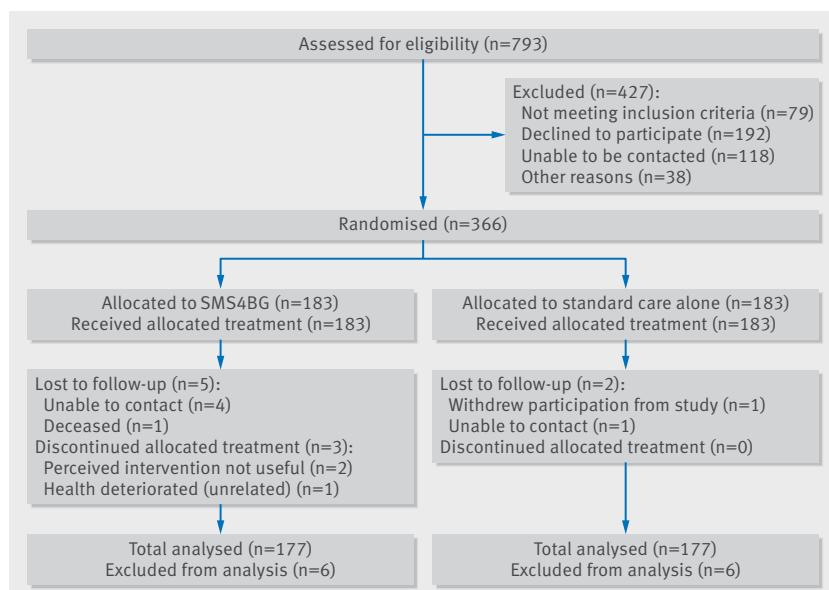 Assessed for eligibility (n=793)
Excluded (n=427):
Not meeting inclusion criteria (n=79)
Declined to participate (n=192)
Unable to be contacted (n=118)
Other reasons (n=38)
Randomised (n=366)
Allocated to SMS4BG (n=183)
Received allocated treatment (n=183)
Allocated to standard care alone (n=183)
Received allocated treatment (n=183)
Lost to follow-up (n=5):
Unable to contact (n=4)
Deceased (n=1)
Discontinued allocated treatment (n=3):
Perceived intervention not useful (n=2)
Health deteriorated (unrelated) (n=1)
Lost to follow-up (n=2):
Withdrew participation from study (n=1)
Unable to contact (n=1)
Discontinued allocated treatment (n=0)
Total analysed (n=177)
Excluded from analysis (n=6)
Total analysed (n=177)
Excluded from analysis (n=6)